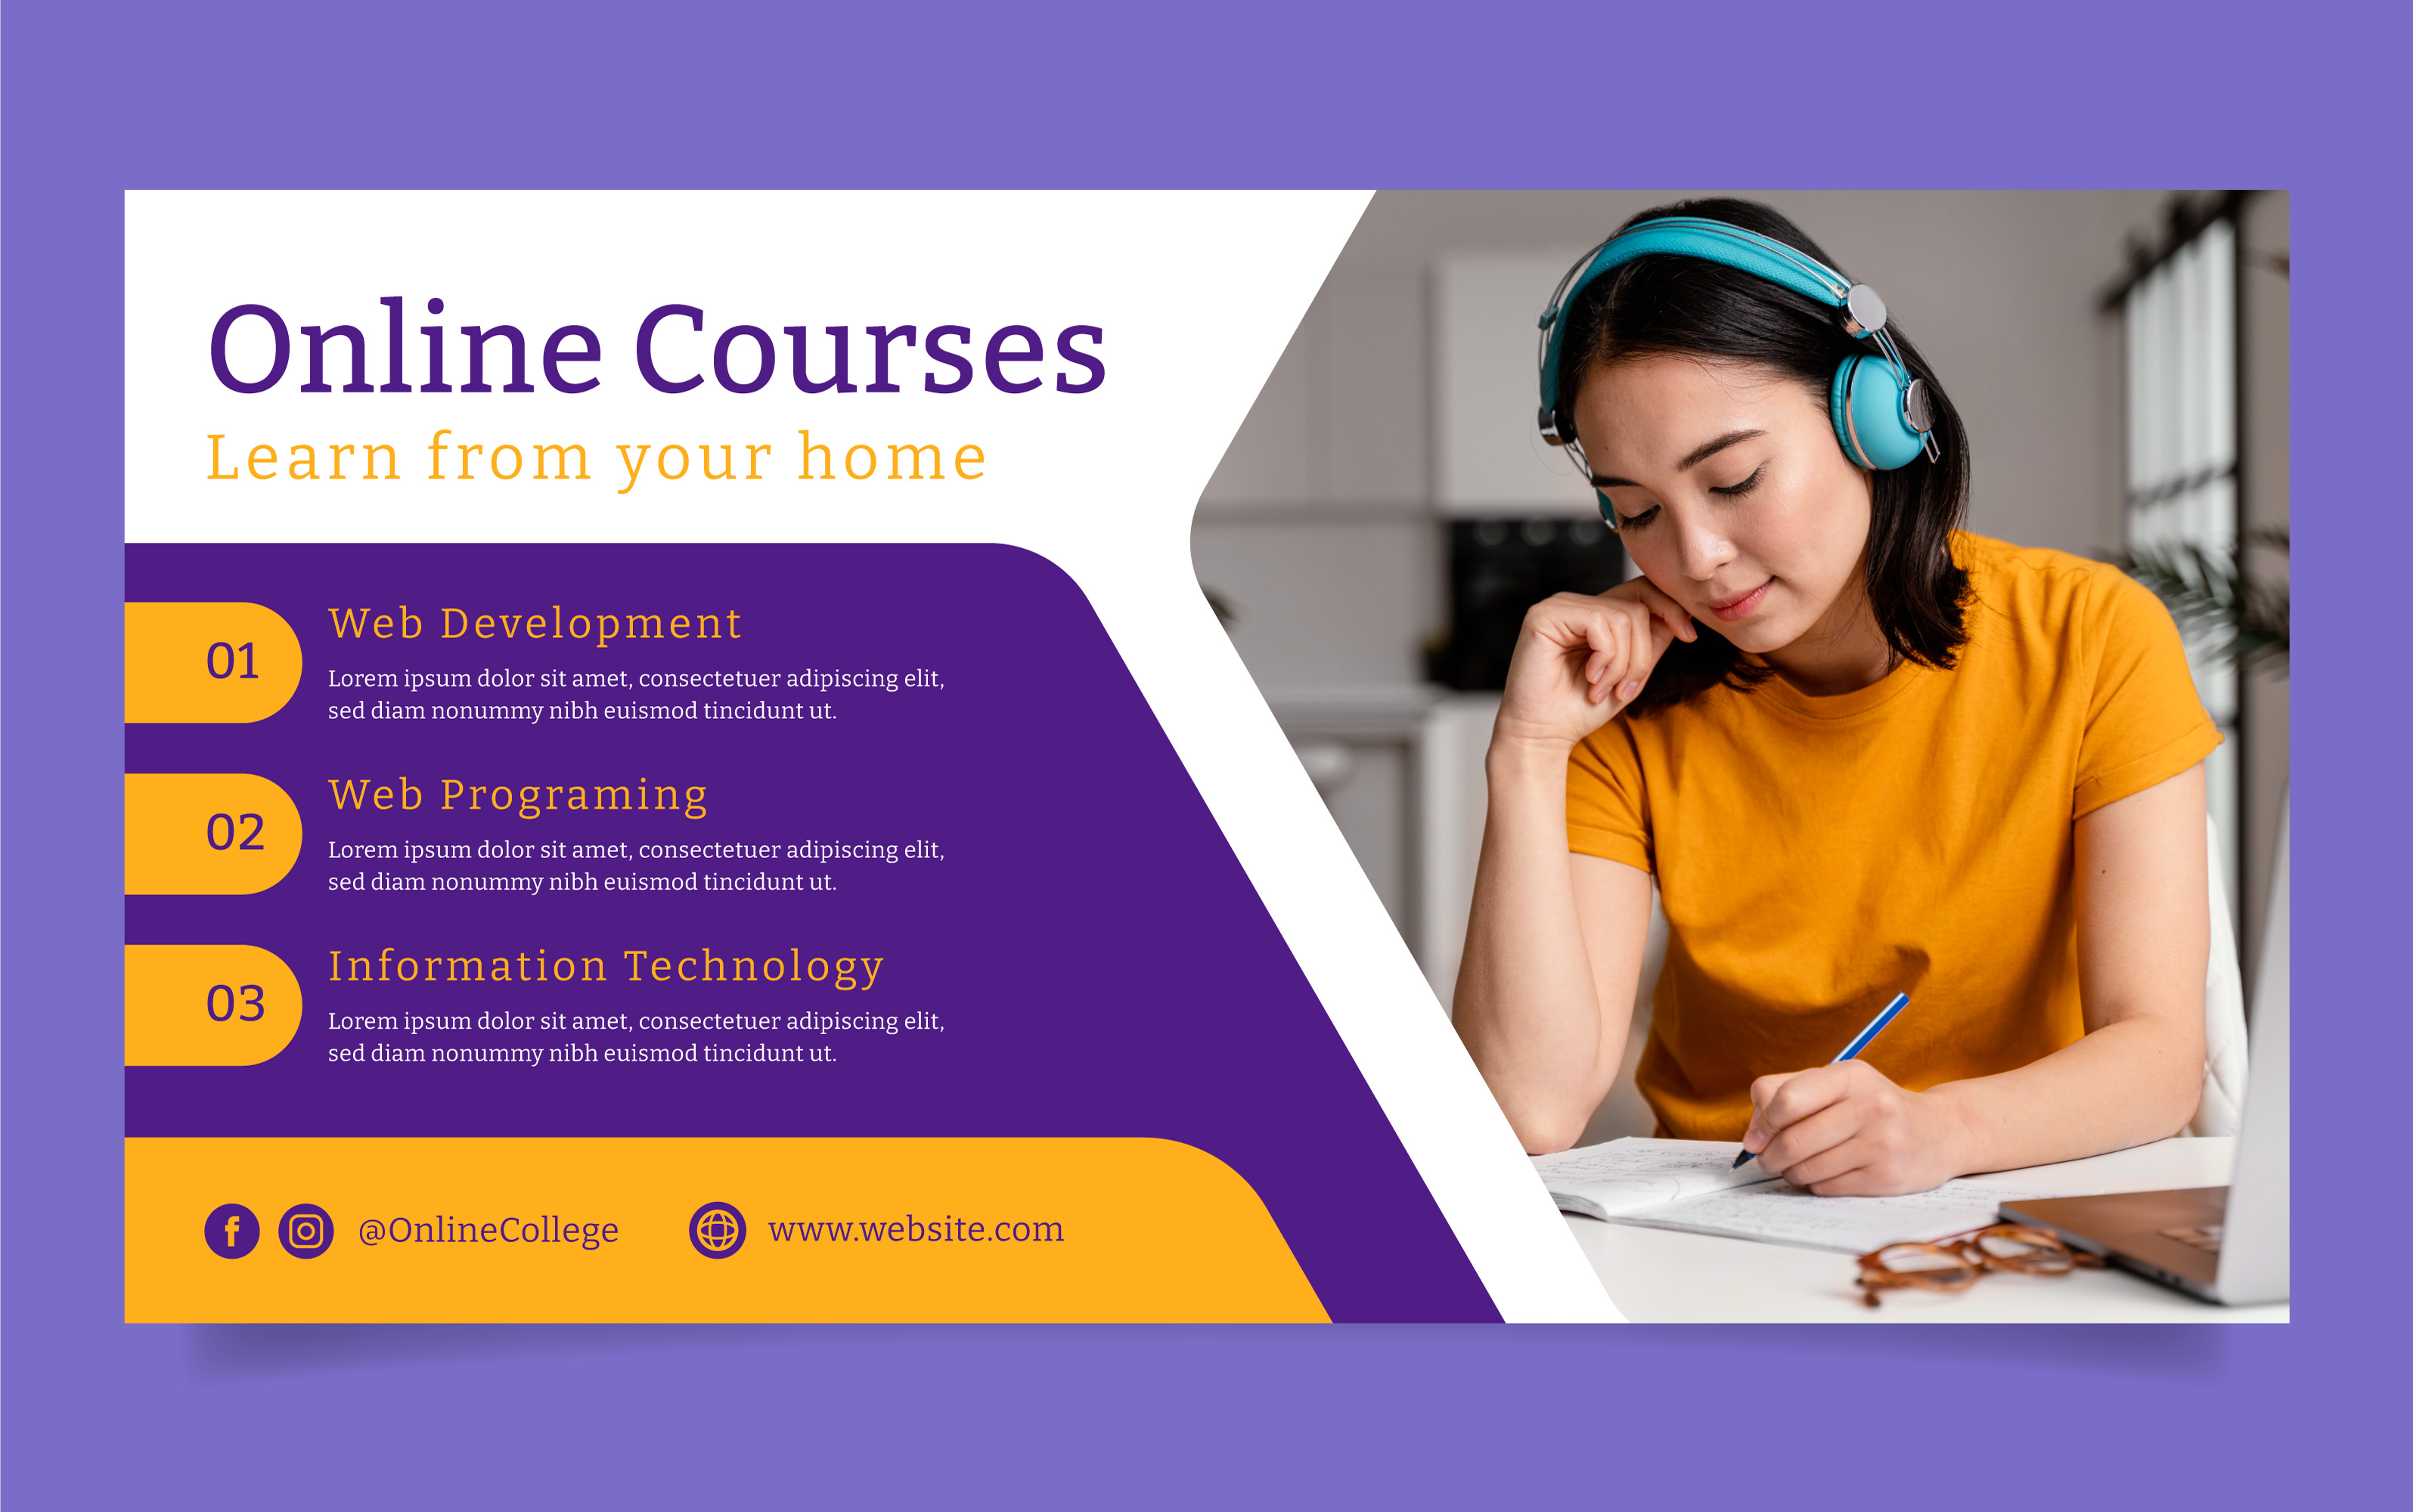 Online Courses
Learn from your home
01
Web Development
Lorem ipsum dolor sit amet, consectetuer adipiscing elit,
sed diam nonummy nibh euismod tincidunt ut.
02
Web Programing
Lorem ipsum dolor sit amet, consectetuer adipiscing elit,
sed diam nonummy nibh euismod tincidunt ut.
03
Information Technology
Lorem ipsum dolor sit amet, consectetuer adipiscing elit,
sed diam nonummy nibh euismod tincidunt ut.
@OnlineCollege
www.website.com